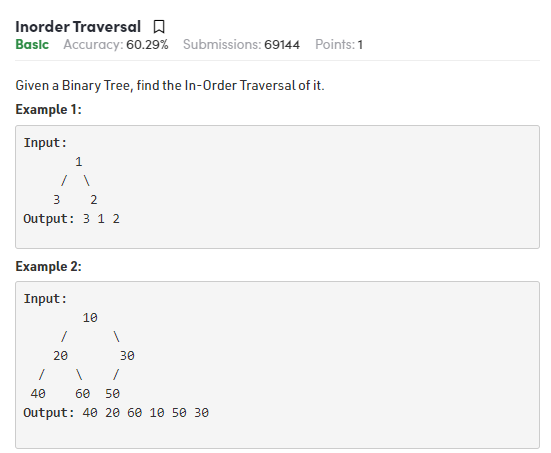 Inorder Traversal
Basic Accuracy: 60.29% Submissions: 69144 Points: 1
Given a Binary Tree, find the In-Order Traversal of it.
Example 1:
Input:
1
/ \
3 2
Output: 3 1 2
Example 2:
Input:
10
/ \
20 30
/ \ /
40 60 50
Output: 40 20 60 10 50 30